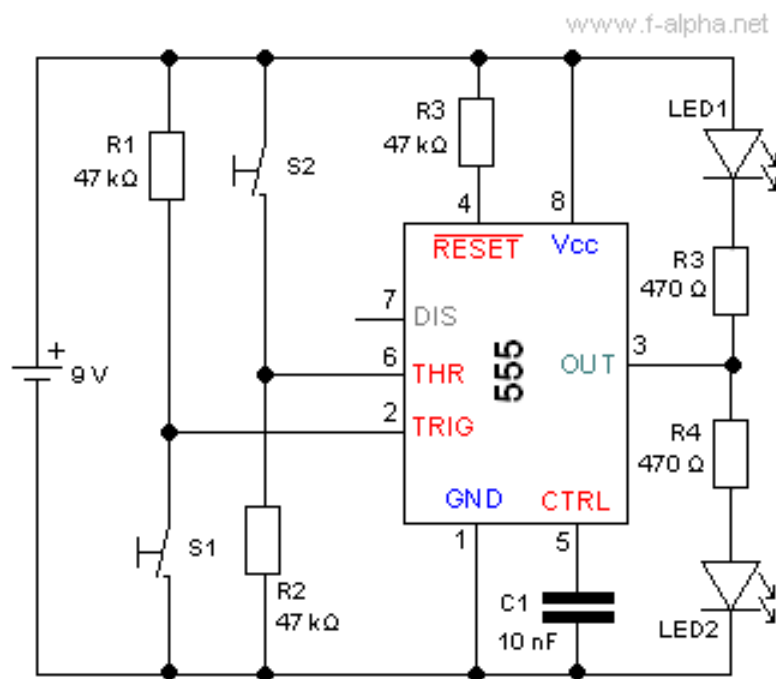 www.f-alpha.net
R1
47 kΩ
S2
R3
47 kΩ
LED1
4
8
RESET
Vcc
R3
470 Ω
7
DIS
+
9 V
6
THR
555
OUT
3
2
TRIG
R4
470 Ω
GND
CTRL
S1
1
5
R2
47 kΩ
C1
10 nF
LED2